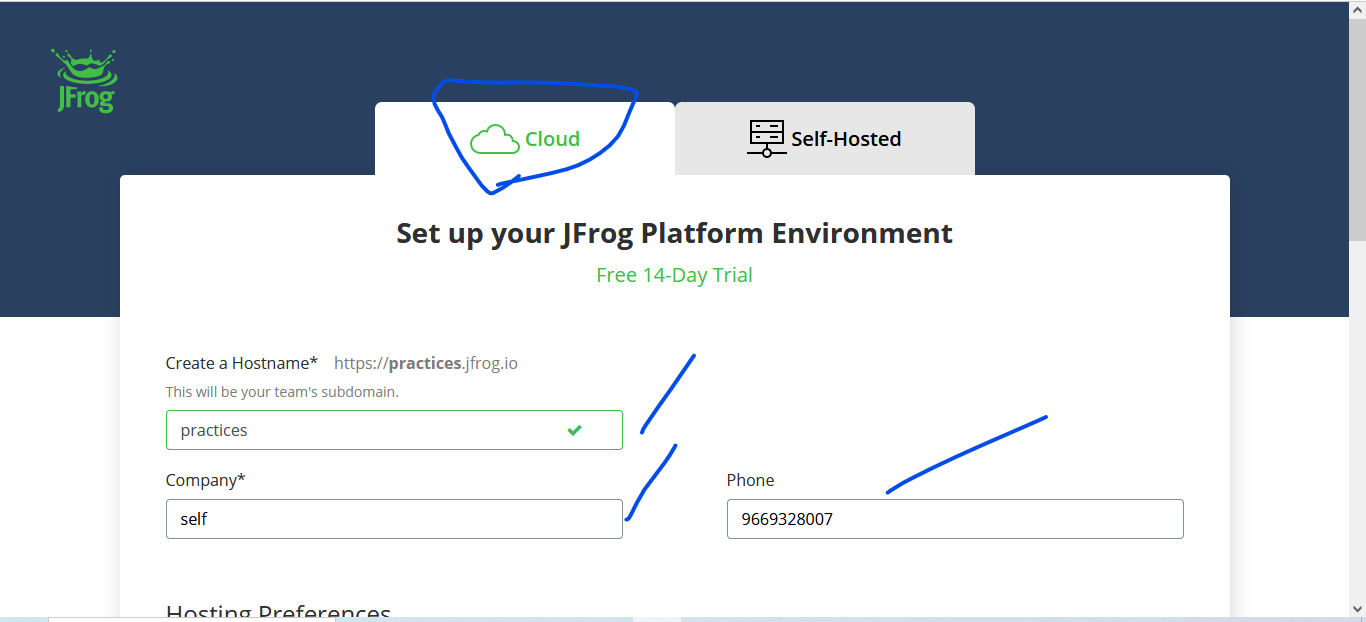 JFrog
Cloud
Self-Hosted
Set up your JFrog Platform Environment
Free 14-Day Trial
Create a Hostname* https://practices.jfrog.io
This will be your team's subdomain.
practices
Company*
Phone
self
9669328007
Hosting Preferences